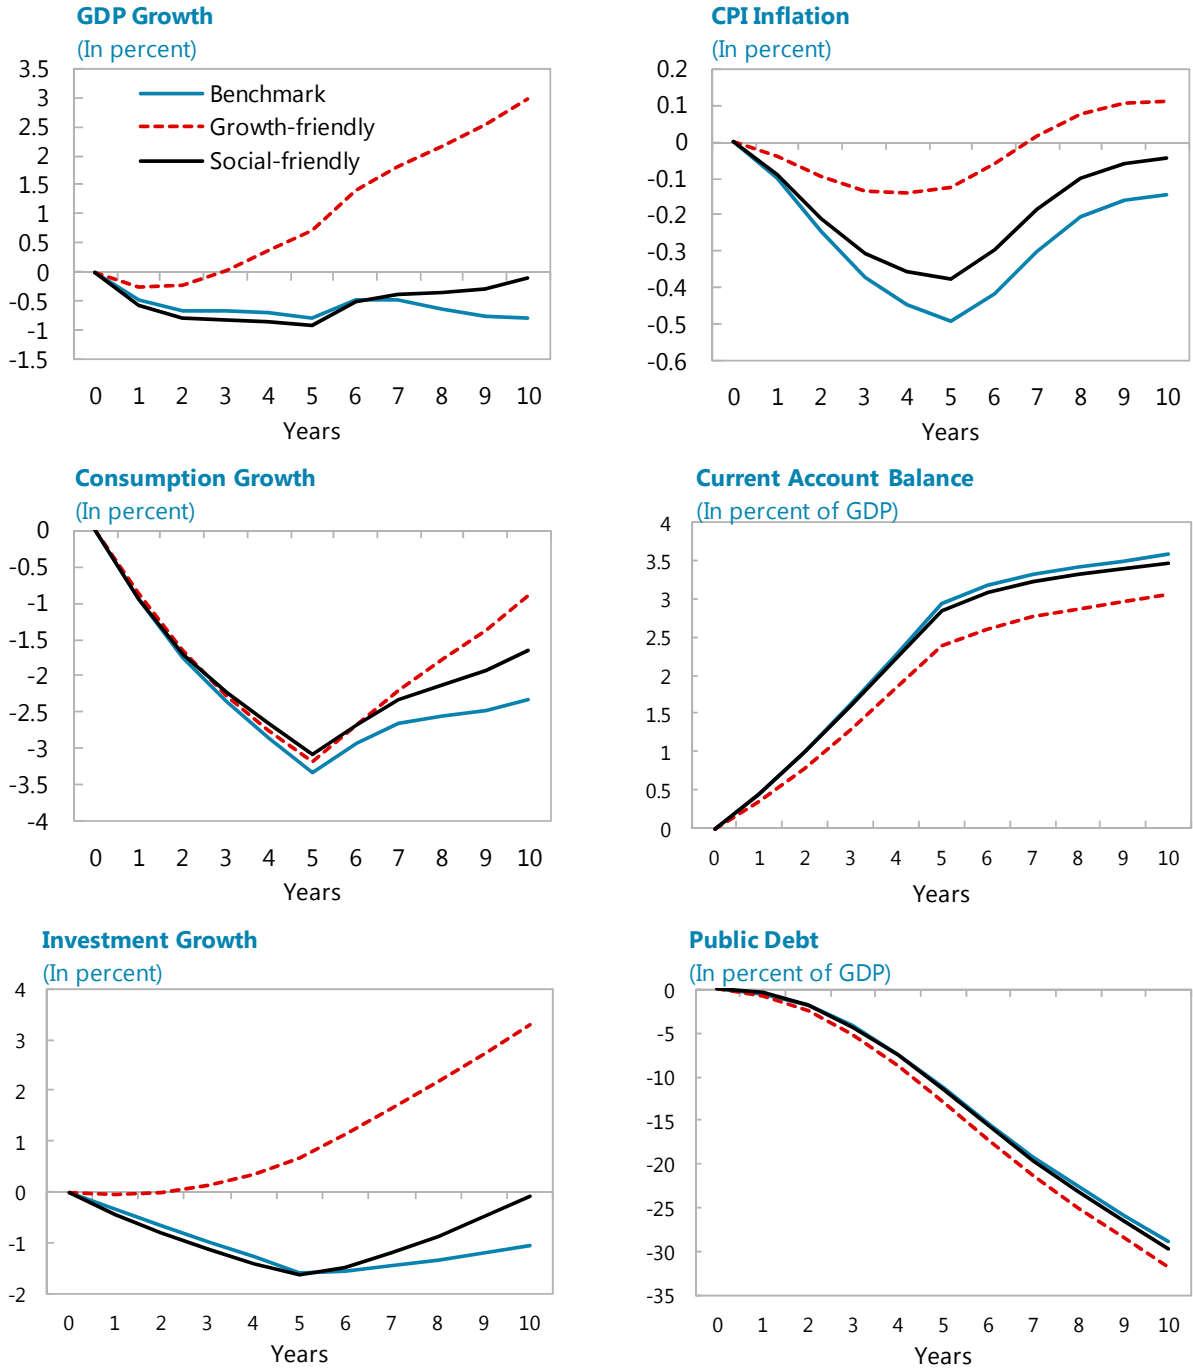 GDP Growth
(In percent)
3.5
3
2.5
2
1.5
1
0.5
0
-0.5
-1
-1.5
Benchmark
Growth-friendly
Social-friendly
0 1 2 3 4 5 6 7 8 9 10
Years
CPI Inflation
(In percent)
0.2
0.1
0
-0.1
-0.2
-0.3
-0.4
-0.5
-0.6
0 1 2 3 4 5 6 7 8 9 10
Years
Consumption Growth
(In percent)
0
-0.5
-1
-1.5
-2
-2.5
-3
-3.5
-4
0 1 2 3 4 5 6 7 8 9 10
Years
Current Account Balance
(In percent of GDP)
4
3.5
3
2.5
2
1.5
1
0.5
0
0 1 2 3 4 5 6 7 8 9 10
Years
Investment Growth
(In percent)
4
3
2
1
0
-1
-2
0 1 2 3 4 5 6 7 8 9 10
Years
Public Debt
(In percent of GDP)
0
-5
-10
-15
-20
-25
-30
-35
0 1 2 3 4 5 6 7 8 9 10
Years